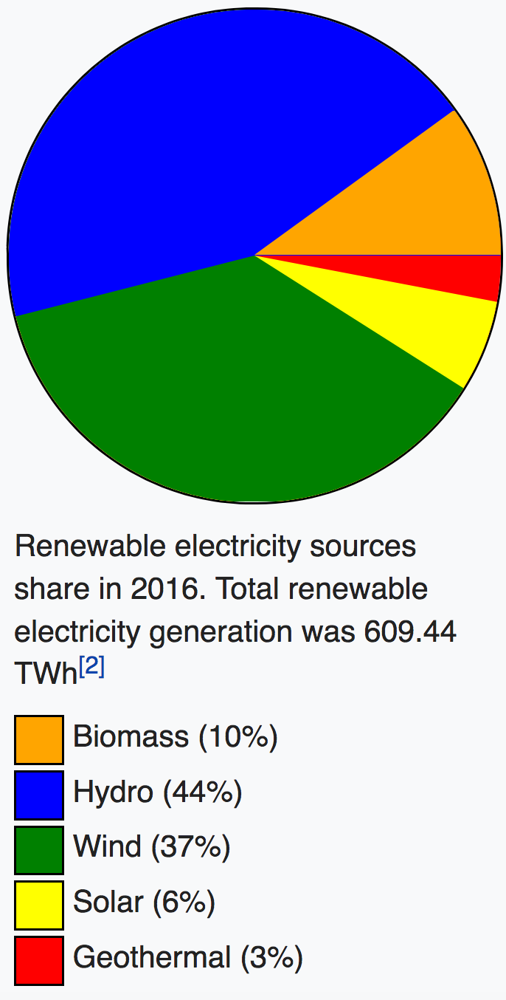 Renewable electricity sources
share in 2016. Total renewable
electricity generation was 609.44
TWh[2]
Biomass (10%)
Hydro (44%)
Wind (37%)
Solar (6%)
Geothermal (3%)